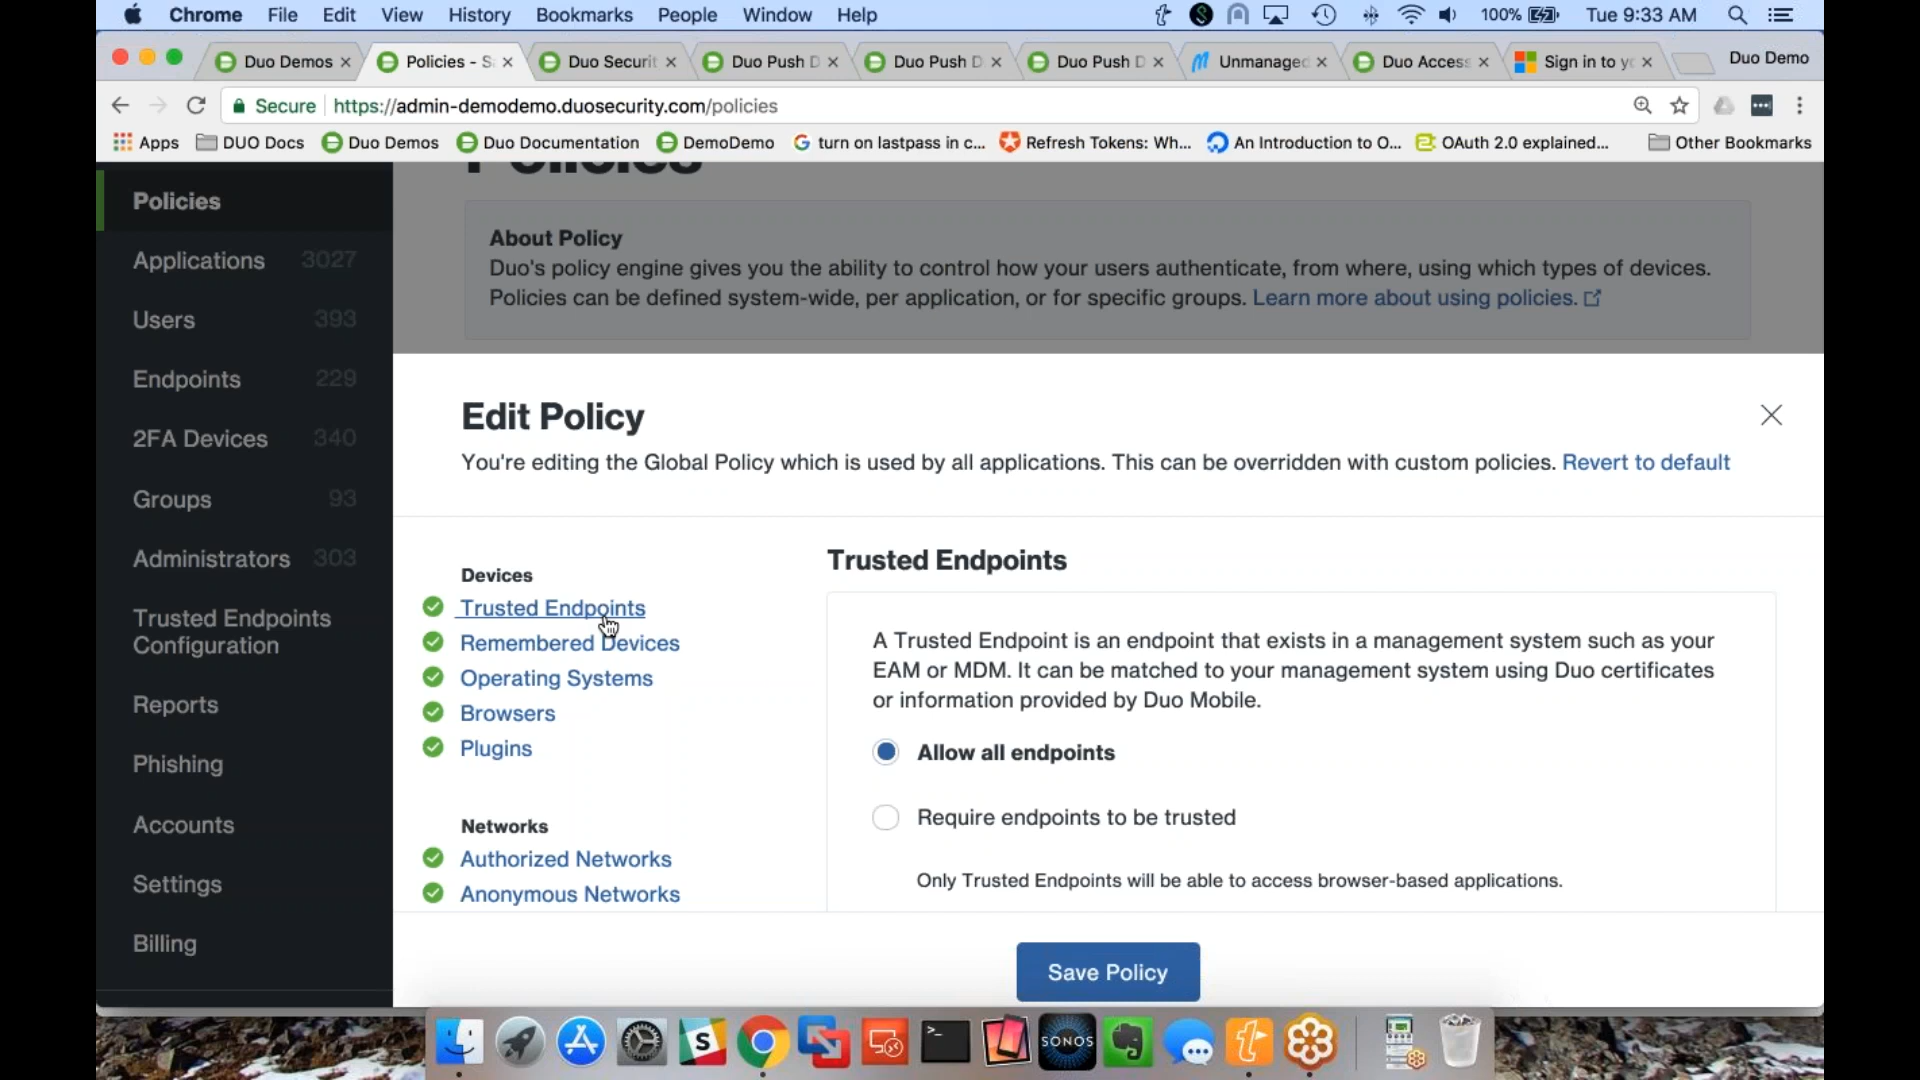 Chrome File Edit View History Bookmarks People Window Help 100% Tue 9:33 AM
Duo Demos Policies - S Duo Securit Duo Push D Duo Push D Duo Push D Unmanaged Duo Access Sign in to yo Duo Demo
Secure https://admin-demodemo.duosecurity.com/policies
Apps DUO Docs Duo Demos Duo Documentation DemoDemo turn on lastpass in c... Refresh Tokens: Wh... An Introduction to O... OAuth 2.0 explained... Other Bookmarks
Policies
Policies
Applications 3027
Users 393
Endpoints 229
2FA Devices 340
Groups 93
Administrators 303
Trusted Endpoints
Configuration
Reports
Phishing
Accounts
Settings
Billing
About Policy
Duo's policy engine gives you the ability to control how your users authenticate, from where, using which types of devices.
Policies can be defined system-wide, per application, or for specific groups. Learn more about using policies.
Edit Policy
You're editing the Global Policy which is used by all applications. This can be overridden with custom policies. Revert to default
Devices
Trusted Endpoints
Remembered Devices
Operating Systems
Browsers
Plugins
Networks
Authorized Networks
Anonymous Networks
Trusted Endpoints
A Trusted Endpoint is an endpoint that exists in a management system such as your
EAM or MDM. It can be matched to your management system using Duo certificates
or information provided by Duo Mobile.
Allow all endpoints
Require endpoints to be trusted
Only Trusted Endpoints will be able to access browser-based applications.
Save Policy
SONOS